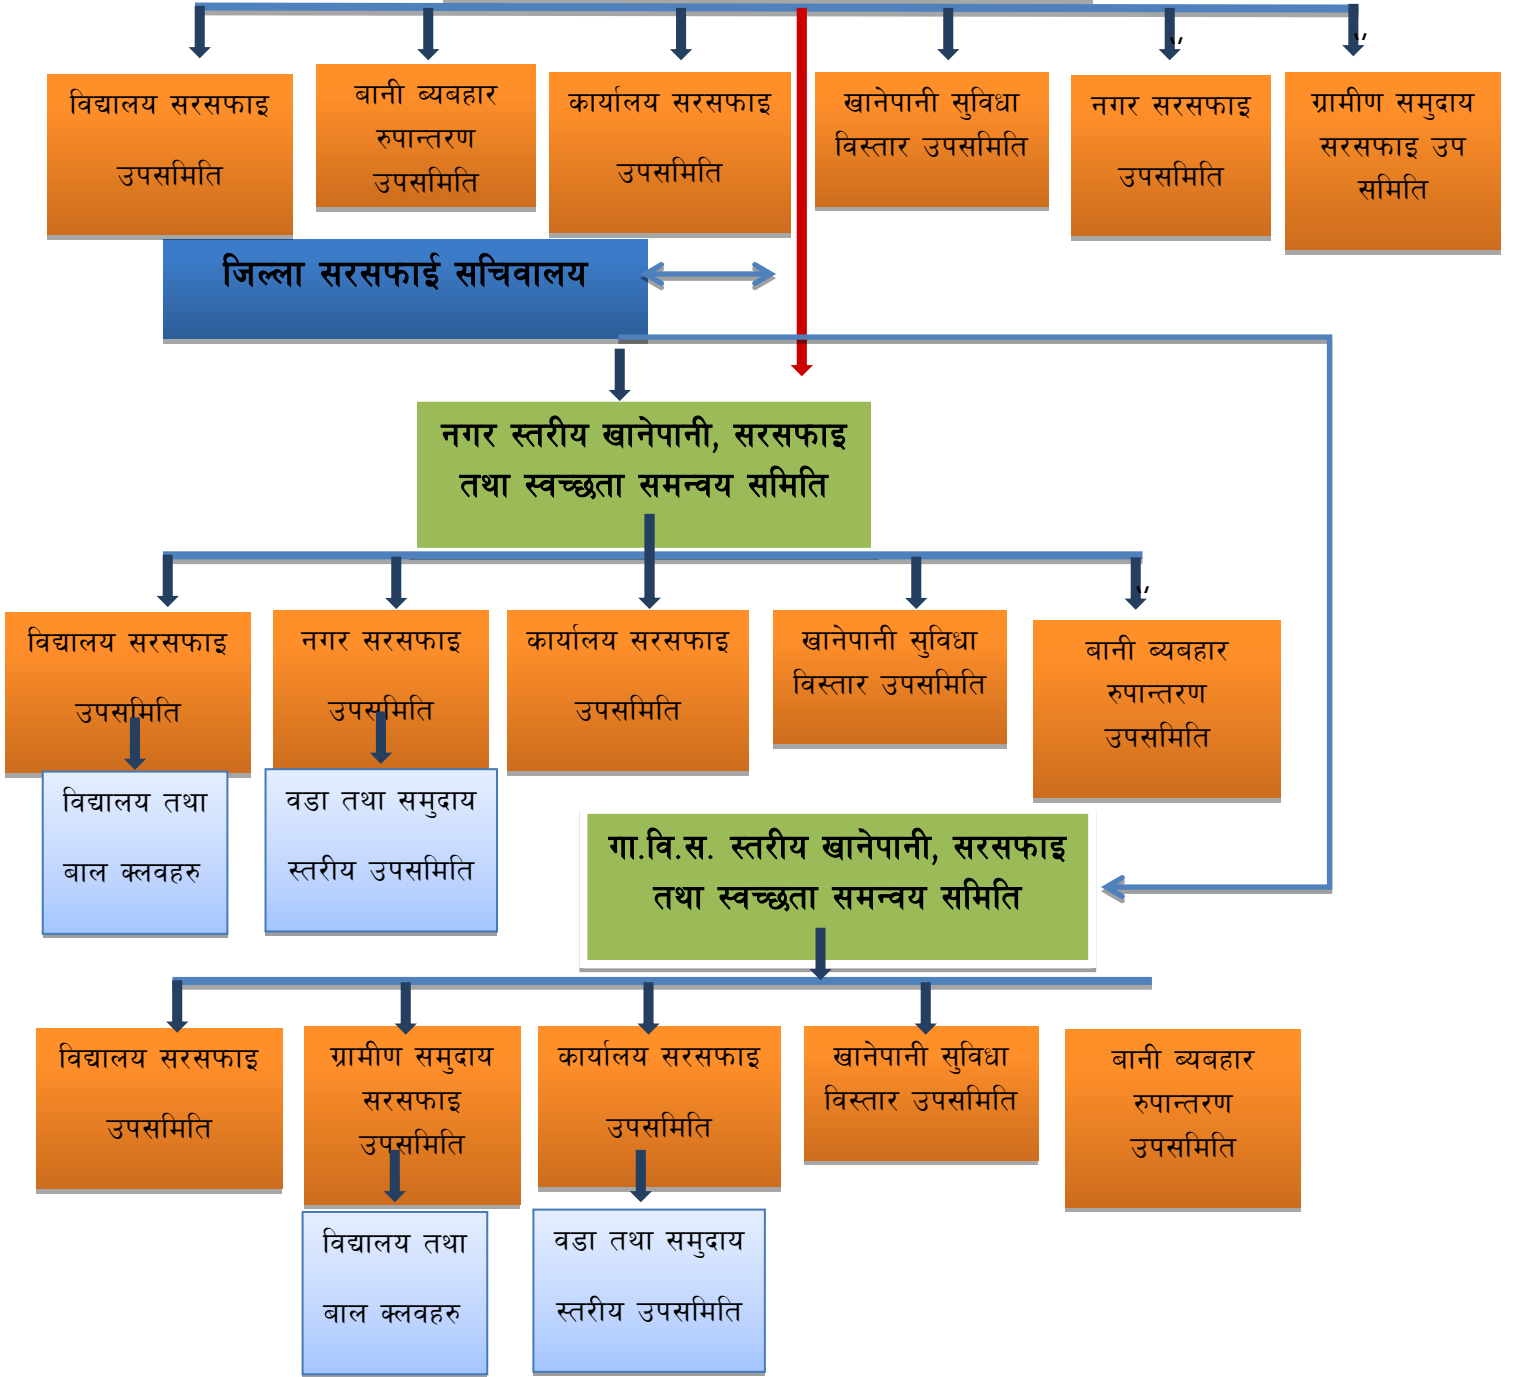 विद्यालय सरसफाइ
उपसमिति
बानी ब्यबहार
रुपान्तरण
उपसमिति
कार्यालय सरसफाइ
उपसमिति
खानेपानी सुविधा
विस्तार उपसमिति
नगर सरसफाइ
उपसमिति
ग्रामीण समुदाय
सरसफाइ उप
समिति
जिल्ला सरसफाई सचिवालय
नगर स्तरीय खानेपानी, सरसफाइ
तथा स्वच्छता समन्वय समिति
विद्यालय सरसफाइ
उपसमिति
नगर सरसफाइ
उपसमिति
कार्यालय सरसफाइ
उपसमिति
खानेपानी सुविधा
विस्तार उपसमिति
बानी ब्यबहार
रुपान्तरण
उपसमिति
विद्यालय तथा
बाल क्लवहरु
वडा तथा समुदाय
स्तरीय उपसमिति
गा.वि.स. स्तरीय खानेपानी, सरसफाइ
तथा स्वच्छता समन्वय समिति
विद्यालय सरसफाइ
उपसमिति
ग्रामीण समुदाय
सरसफाइ
उपसमिति
कार्यालय सरसफाइ
उपसमिति
खानेपानी सुविधा
विस्तार उपसमिति
बानी ब्यबहार
रुपान्तरण
उपसमिति
विद्यालय तथा
बाल क्लवहरु
वडा तथा समुदाय
स्तरीय उपसमिति